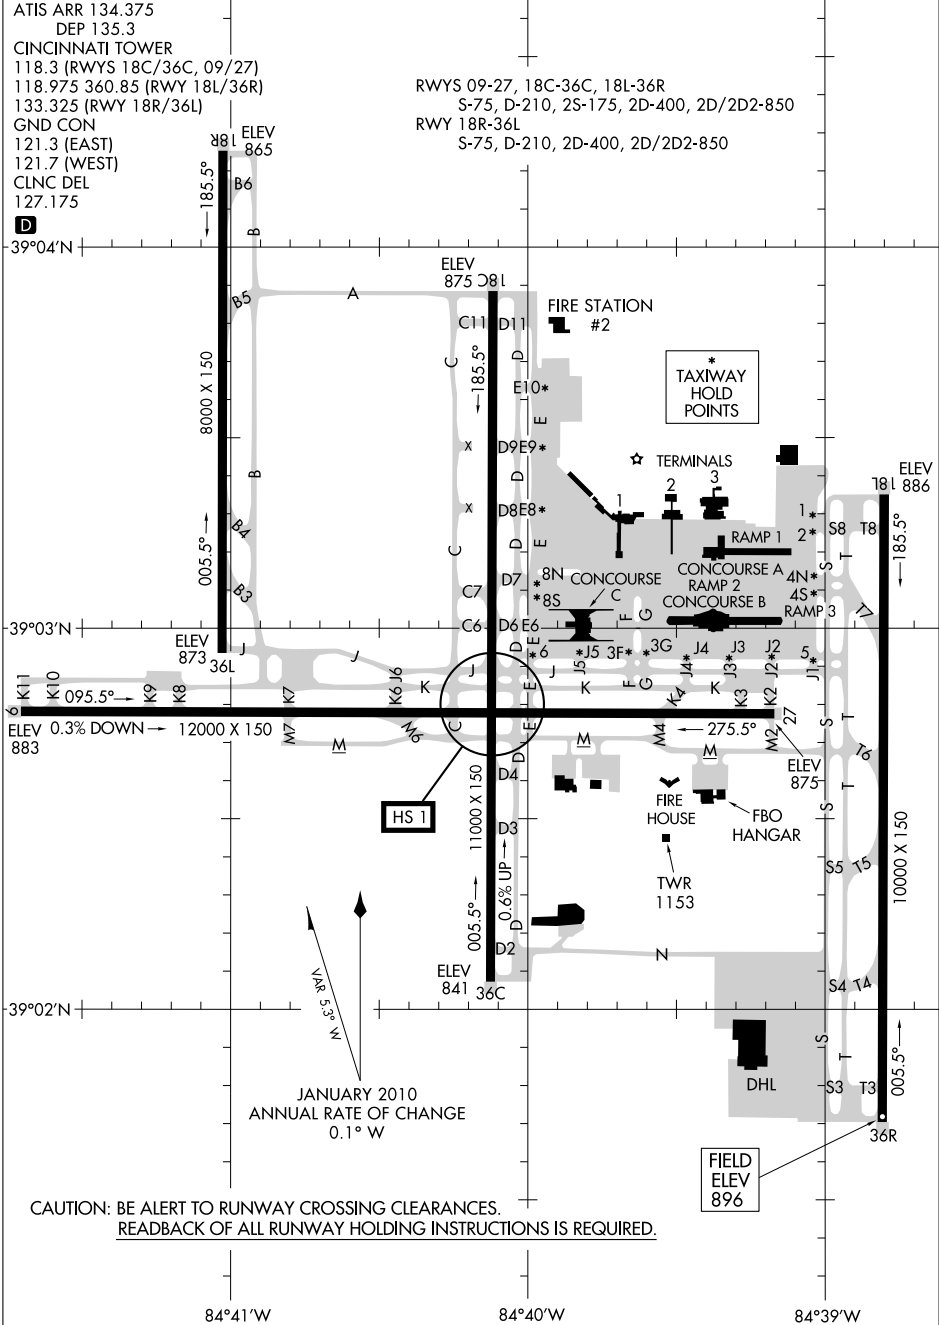 ATIS ARR 134.375
DEP 135.3
CINCINNATI TOWER
118.3 (RWYS 18C/36C, 09/27)
118.975 360.85 (RWY 18L/36R)
133.325 (RWY 18R/36L)
GND CON
121.3 (EAST)
121.7 (WEST)
CLNC DEL
127.175
D
RWYS 09-27, 18C-36C, 18L-36R
S-75, D-210, 2S-175, 2D-400, 2D/2D2-850
RWY 18R-36L
S-75, D-210, 2D-400, 2D/2D2-850
18R
ELEV
865
185.5°
B6
B
39°04'N
ELEV
875
18C
B5
A
C11
D11
FIRE STATION
#2
C
D
185.5°
*
TAXIWAY
HOLD
POINTS
E10*
8000 X 150
E
X
D9
E9*
TERMINALS
ELEV
886
18L
B
D
1
2
3
X
D8
E8*
1
*
2
*
S8
T8
B4
005.5°
C
D
E
RAMP 1
T
185.5°
CONCOURSE A
RAMP 2
CONCOURSE B
RAMP 3
CONCOURSE
C
B3
C7
D7
8N
*
8S
4N
4S
F
G
T7
39°03'N
C6
D6
E6
D
E
ELEV
873
36L
J
J
J6
J
*6
J
J5
J5
3F*
3G
J4
J4
J3
J3
J2
J2
5
J1
K11
K10
095.5°
K9
K8
K7
K6
K
E
K
F
G
K4
K
K3
K2
9
ELEV
883
0.3% DOWN
12000 X 150
M7
M
M6
C
E
D
M
M4
275.5°
M
M2
27
ELEV
875
S
T
T6
HS 1
11000 X 150
D4
FIRE
HOUSE
FBO
HANGAR
S
T
D3
TWR
1153
10000 X 150
S5
T5
005.5°
0.6% UP
D
D2
N
ELEV
841
36C
S4
T4
39°02'N
VAR 5.3° W
S
T
005.5°
DHL
S3
T3
JANUARY 2010
ANNUAL RATE OF CHANGE
0.1° W
36R
FIELD
ELEV
896
CAUTION: BE ALERT TO RUNWAY CROSSING CLEARANCES.
READBACK OF ALL RUNWAY HOLDING INSTRUCTIONS IS REQUIRED.
84°41'W
84°40'W
84°39'W